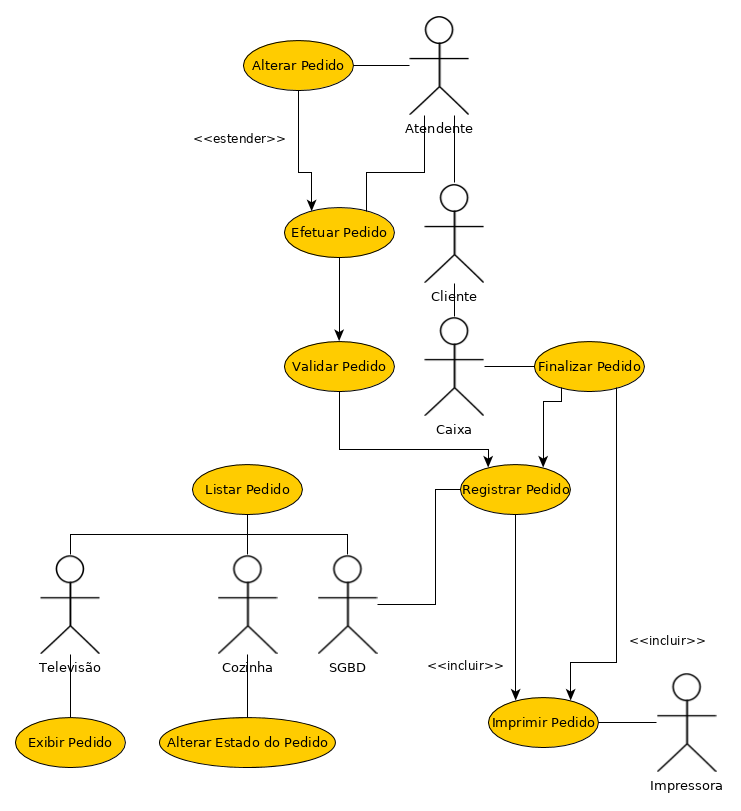 Alterar Pedido
Atendente
<<estender>>
Efetuar Pedido
Cliente
Validar Pedido
Finalizar Pedido
Caixa
Listar Pedido
Registrar Pedido
Televisão
Cozinha
SGBD
<<incluir>>
<<incluir>>
Exibir Pedido
Alterar Estado do Pedido
Imprimir Pedido
Impressora